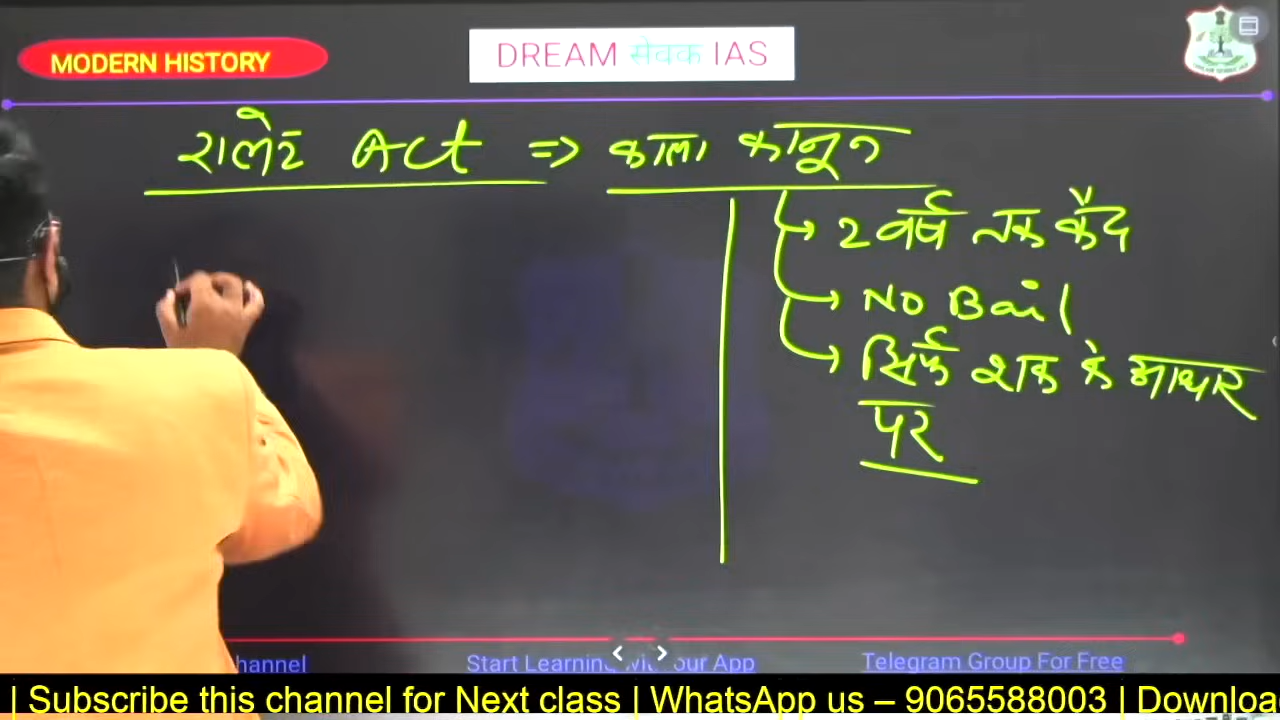 MODERN HISTORY
DREAM सेवक IAS
रालेट Act => काला कानून
2 वर्ष तक कैद
No Bail
सिर्फ शक के आधार
पर
hannel
Start Learning our App
Telegram Group For Free
| Subscribe this channel for Next class | WhatsApp us – 9065588003 | Downloa